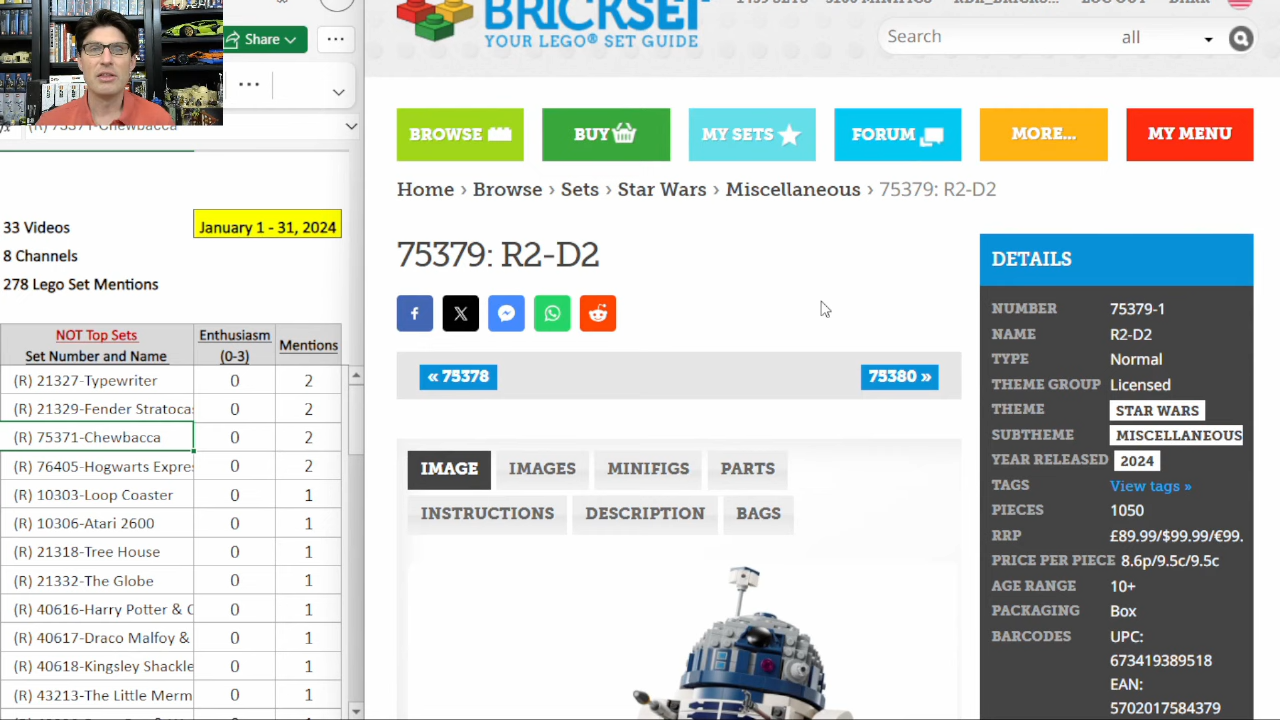 Share
(R) 75371-Chewbacca
33 Videos
January 1 - 31, 2024
8 Channels
278 Lego Set Mentions
NOT Top Sets
Set Number and Name
Enthusiasm
(0-3)
Mentions
(R) 21327-Typewriter 0 2
(R) 21329-Fender Stratoca 0 2
(R) 75371-Chewbacca 0 2
(R) 76405-Hogwarts Expres 0 2
(R) 10303-Loop Coaster 0 1
(R) 10306-Atari 2600 0 1
(R) 21318-Tree House 0 1
(R) 21332-The Globe 0 1
(R) 40616-Harry Potter & C 0 1
(R) 40617-Draco Malfoy & 0 1
(R) 40618-Kingsley Shackle 0 1
(R) 43213-The Little Merm 0 1
BRICKSET
YOUR LEGO® SET GUIDE
LOG OUT
DARK
Search
all
BROWSE
BUY
MY SETS
FORUM
MORE...
MY MENU
Home › Browse › Sets › Star Wars › Miscellaneous › 75379: R2-D2
75379: R2-D2
« 75378
75380 »
IMAGE
IMAGES
MINIFIGS
PARTS
INSTRUCTIONS
DESCRIPTION
BAGS
DETAILS
NUMBER 75379-1
NAME R2-D2
TYPE Normal
THEME GROUP Licensed
THEME STAR WARS
SUBTHEME MISCELLANEOUS
YEAR RELEASED 2024
TAGS View tags »
PIECES 1050
RRP £89.99/$99.99/€99.
PRICE PER PIECE 8.6p/9.5c/9.5c
AGE RANGE 10+
PACKAGING Box
BARCODES UPC:
673419389518
EAN:
5702017584379